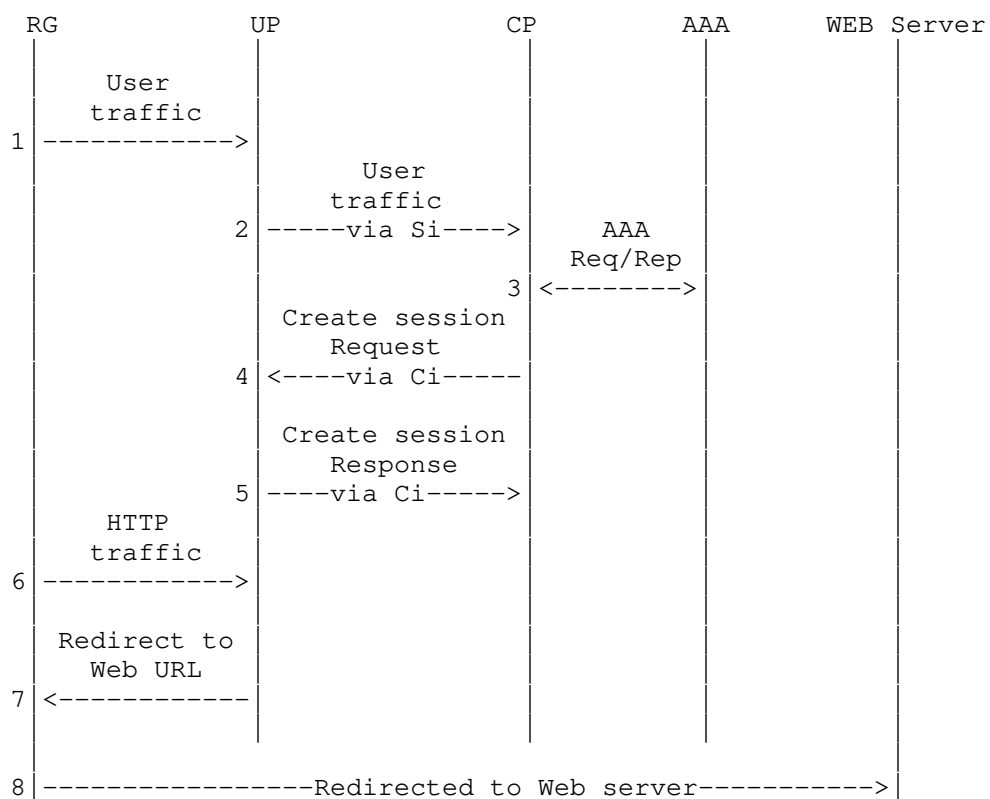 RG UP CP AAA WEB Server
User
traffic
1 ------------>
User
traffic
2 -----via Si----> AAA
Req/Rep
3 <-------->
Create session
Request
4 <----via Ci-----
Create session
Response
5 ----via Ci----->
HTTP
traffic
6 ------------>
Redirect to
Web URL
7 <------------
8 -----------------Redirected to Web server----------->